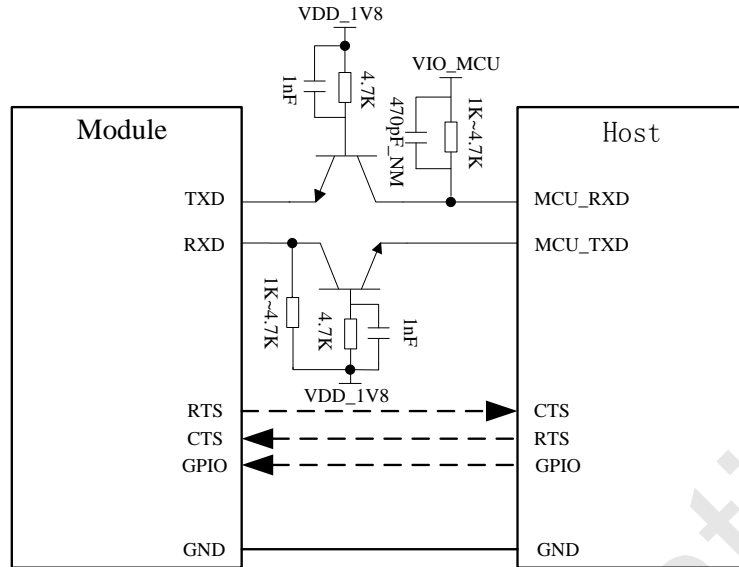 VDD_1V8
1nF
4.7K
VIO_MCU
470pF_NM
1K~4.7K
Module
Host
TXD
MCU_RXD
RXD
MCU_TXD
1K~4.7K
4.7K
1nF
VDD_1V8
RTS
CTS
CTS
RTS
GPIO
GPIO
GND
GND